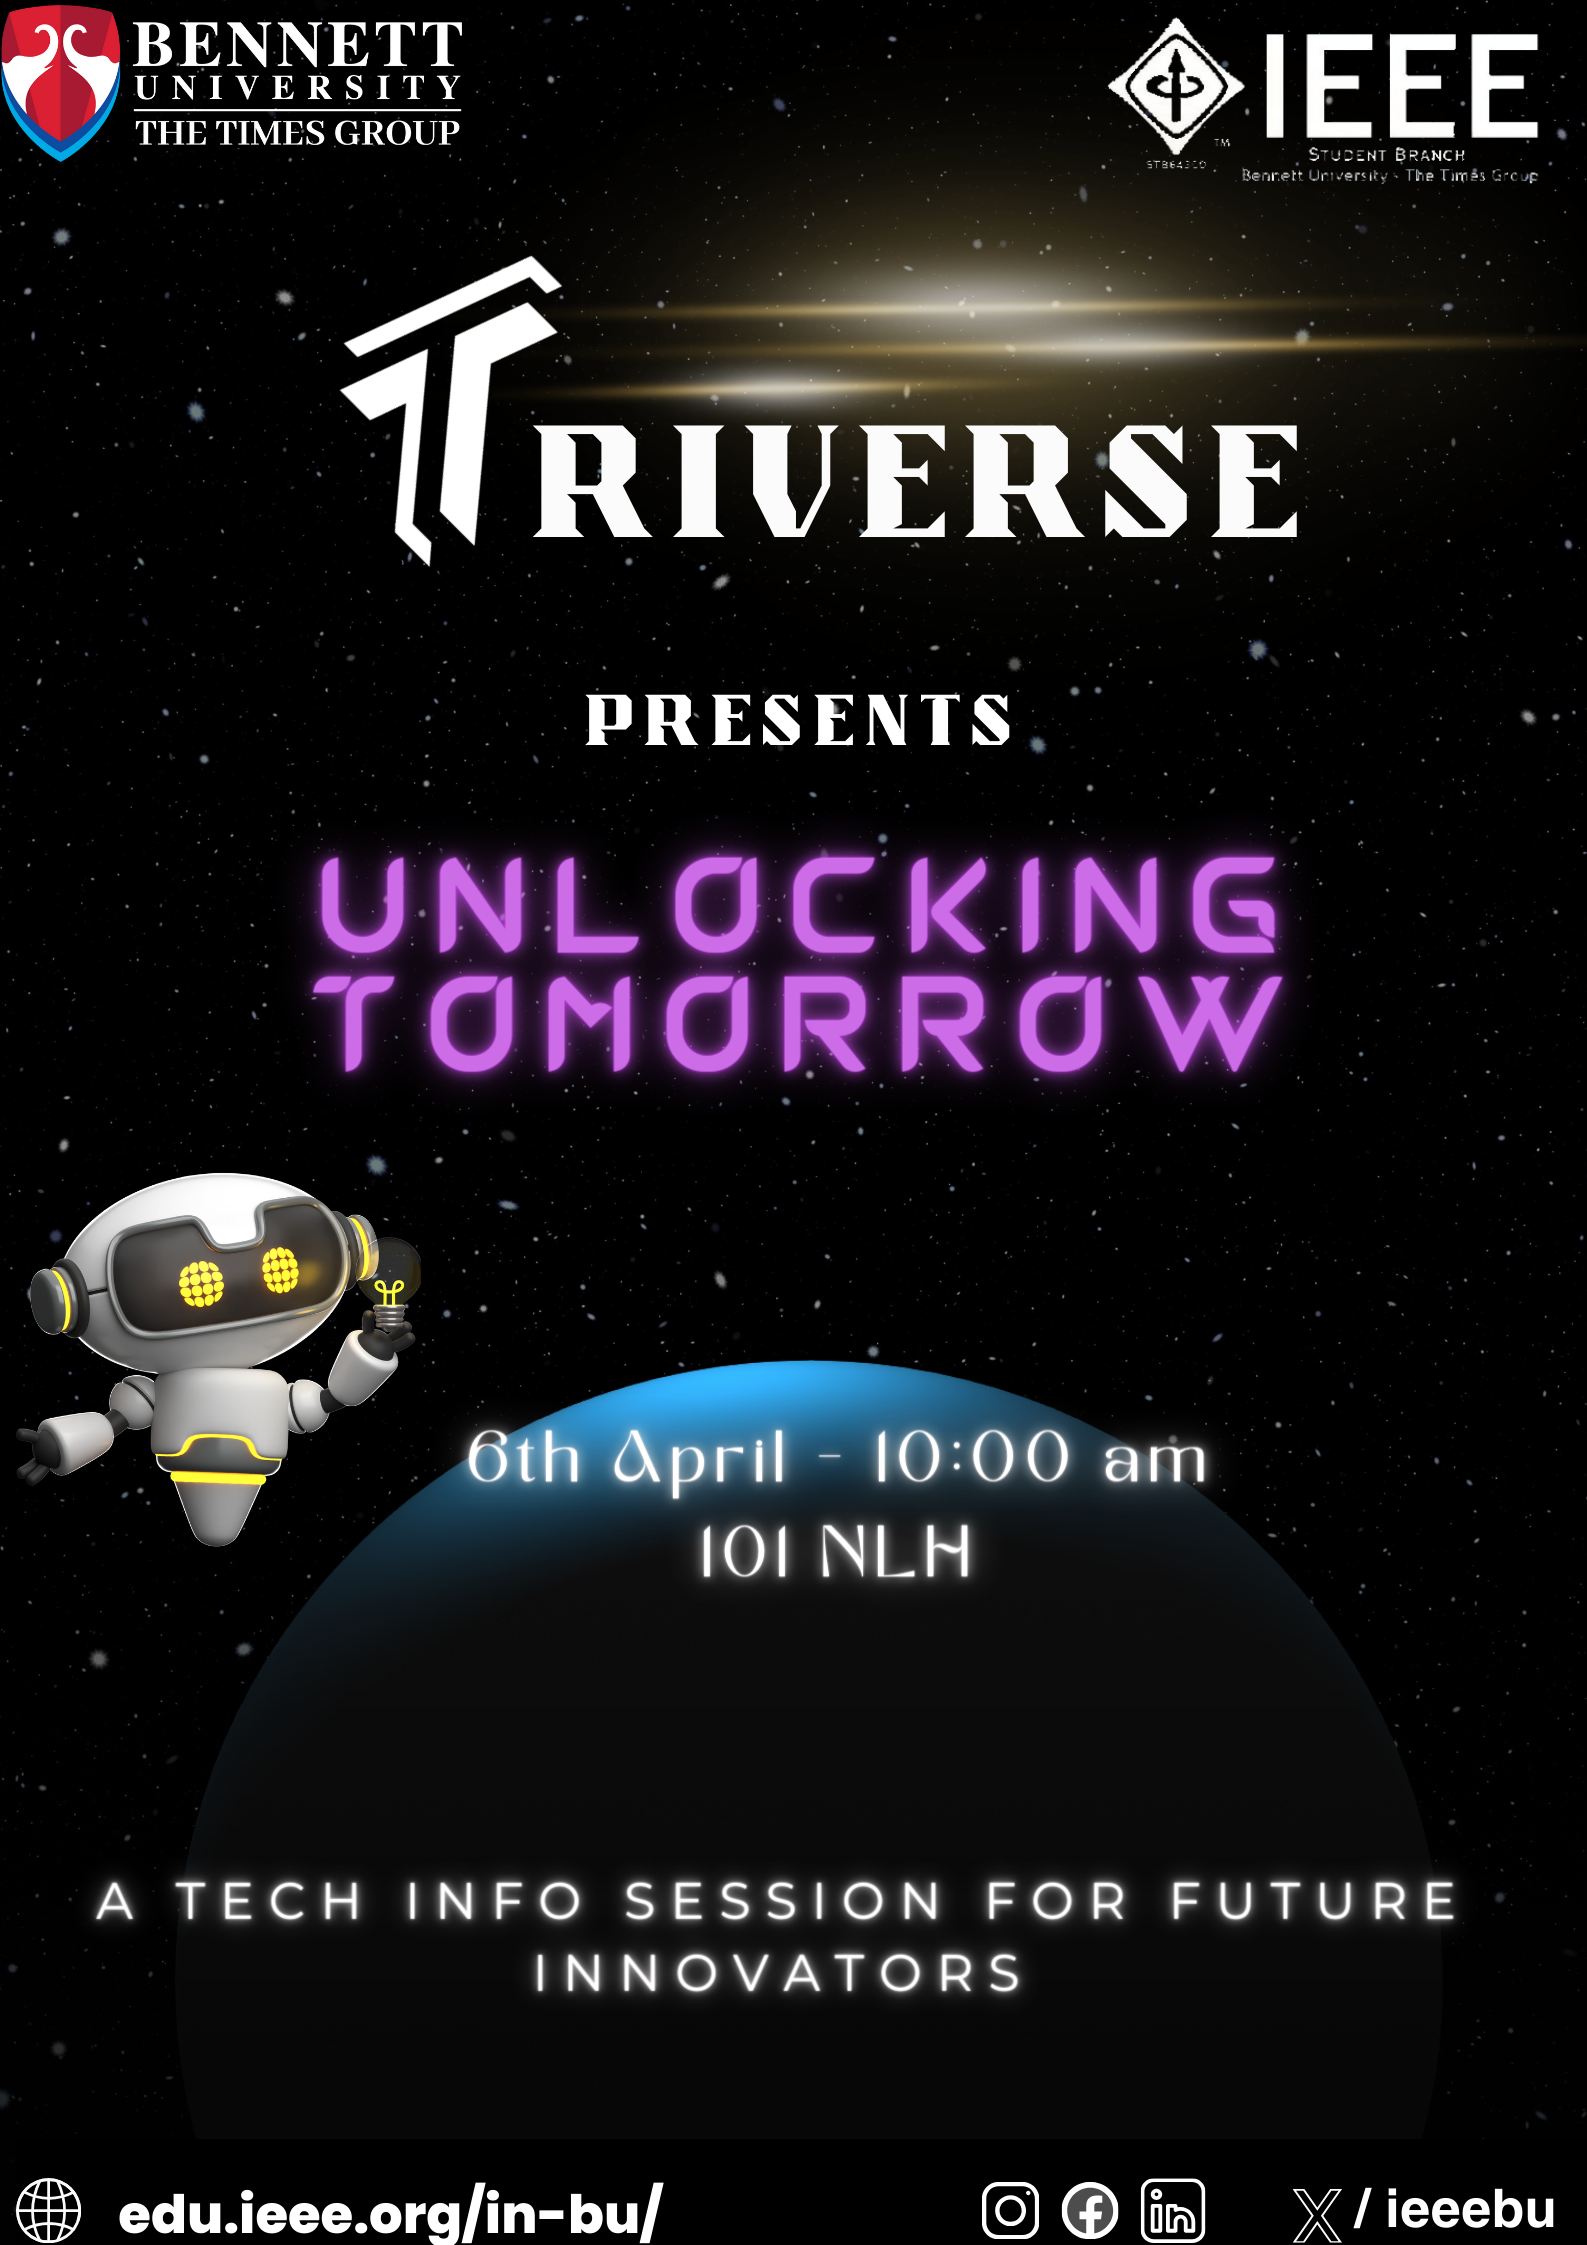 BENNETT
UNIVERSITY
THE TIMES GROUP
IEEE
TM
STUDENT BRANCH
Bennett University - The Times Group
TRIVERSE
PRESENTS
UNLOCKING
TOMORROW
6th April - 10:00 am
101 NLH
A TECH INFO SESSION FOR FUTURE
INNOVATORS
edu.ieee.org/in-bu/
X / ieeebu